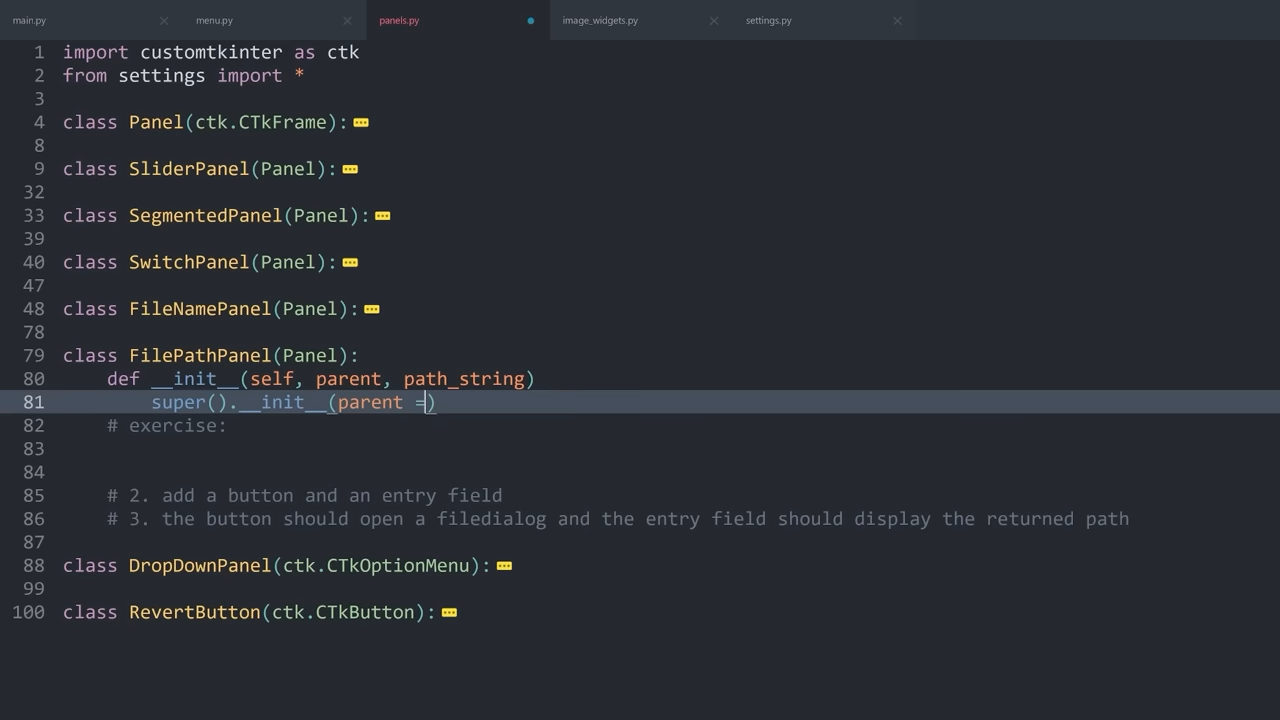 main.py menu.py panels.py image_widgets.py settings.py
1 import customtkinter as ctk
2 from settings import *
3
4 class Panel(ctk.CTkFrame):
8
9 class SliderPanel(Panel):
32
33 class SegmentedPanel(Panel):
39
40 class SwitchPanel(Panel):
47
48 class FileNamePanel(Panel):
78
79 class FilePathPanel(Panel):
80 def __init__(self, parent, path_string)
81 super().__init__(parent =)
82 # exercise:
83
84
85 # 2. add a button and an entry field
86 # 3. the button should open a filedialog and the entry field should display the returned path
87
88 class DropDownPanel(ctk.CTkOptionMenu):
99
100 class RevertButton(ctk.CTkButton):